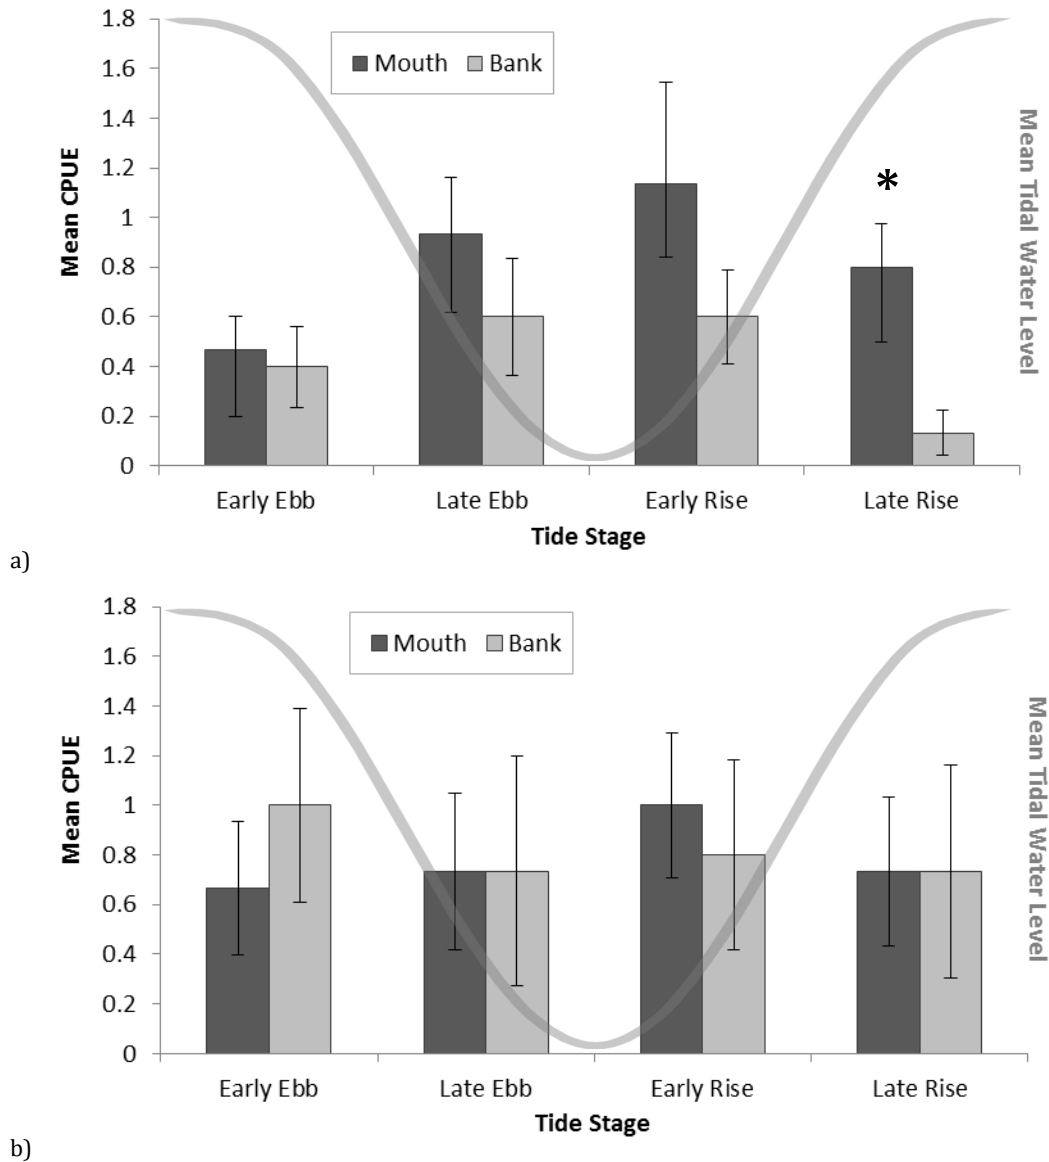 1.8
1.6
1.4
1.2
1
0.8
0.6
0.4
0.2
0
Mean CPUE
Mouth Bank
*
Mean Tidal Water Level
Early Ebb Late Ebb Early Rise Late Rise
Tide Stage
a)
1.8
1.6
1.4
1.2
1
0.8
0.6
0.4
0.2
0
Mean CPUE
Mouth Bank
Mean Tidal Water Level
Early Ebb Late Ebb Early Rise Late Rise
Tide Stage
b)